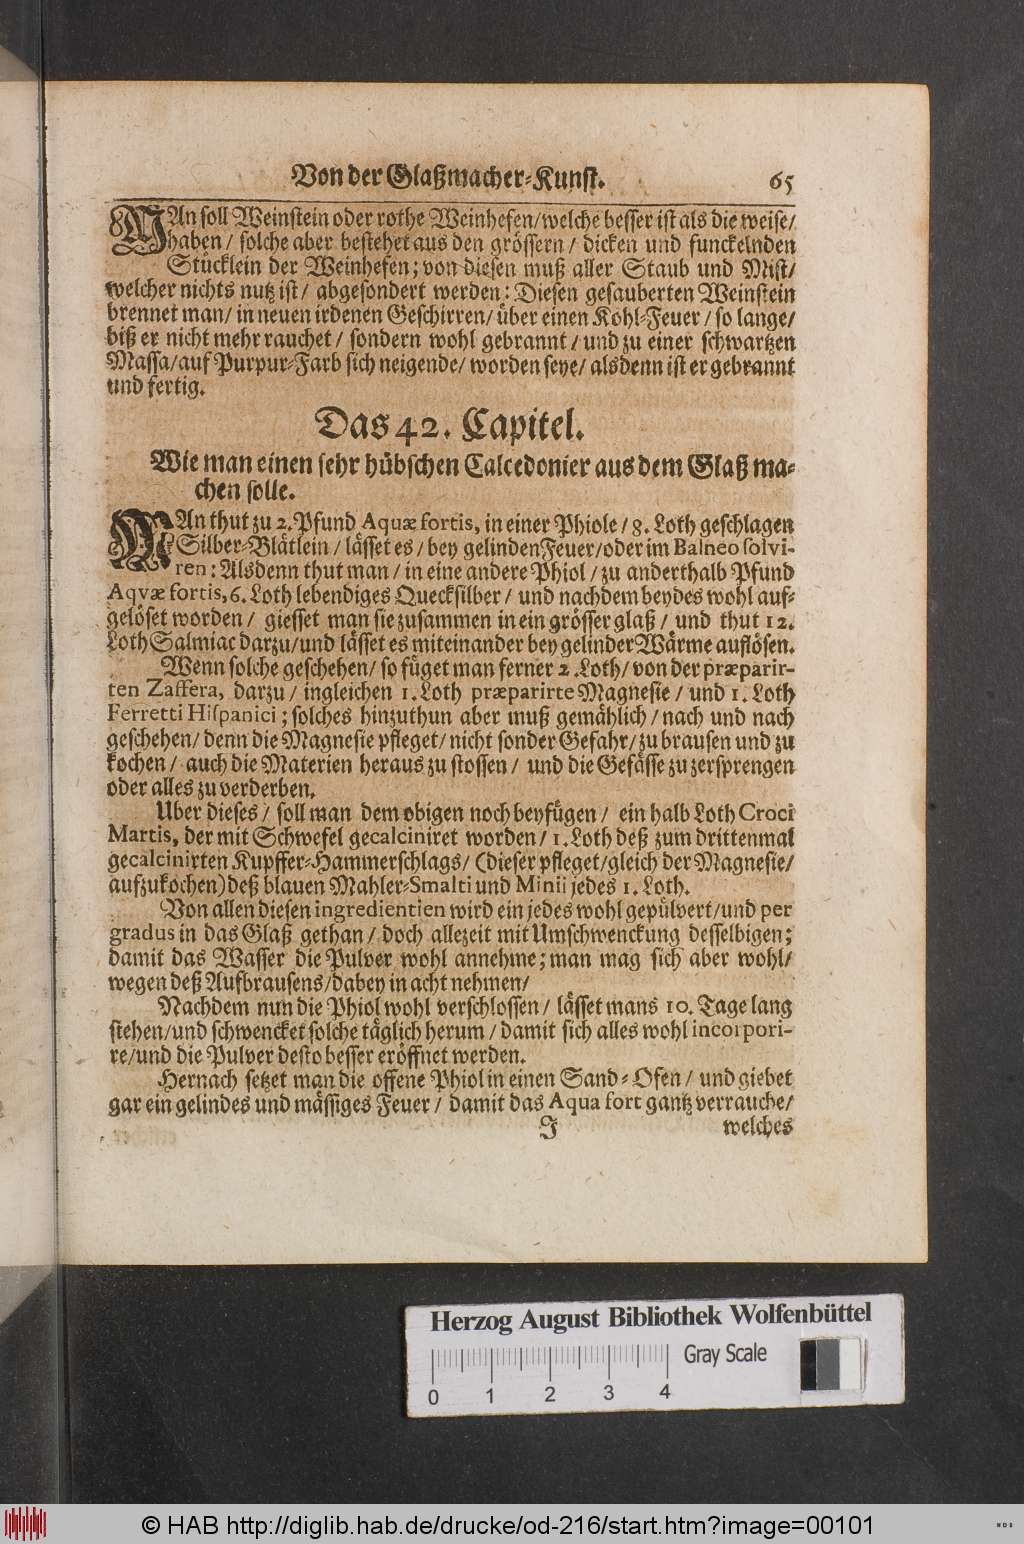 Von der Glaßmacher-Kunst. 65
MAn soll Weinstein oder rothe Weinhefen/welche besser ist als die weise/
haben / solche aber bestehet aus den grössern / dicken und funckelnden
Stücklein der Weinhefen; von diesen muß aller Staub und Mist/
welcher nichts nutz ist / abgesondert werden: Diesen gesauberten Weinstein
brennet man / in neuen irdenen Geschirren / über einen Kohl-Feuer / so lange/
biß er nicht mehr rauchet / sondern wohl gebrannt / und zu einer schwartzen
Massa/auf Purpur-Farb sich neigende/ worden seye/ alsdenn ist er gebrannt
und fertig.
Das 42. Capitel.
Wie man einen sehr hübschen Calcedonier aus dem Glaß ma-
chen solle.
MAn thut zu 2. Pfund Aquæ fortis, in einer Phiole / 8. Loth geschlagen
Silber-Blätlein / lässet es / bey gelinden Feuer/oder im Balneo solvi-
ren: Alsdenn thut man / in eine andere Phiol / zu anderthalb Pfund
Aqvæ fortis, 6. Loth lebendiges Quecksilber / und nachdem beydes wohl auf-
gelöset worden / giesset man sie zusammen in ein grösser glaß / und thut 12.
Loth Salmiac darzu/und lässet es miteinander bey gelinder Wärme auflösen.
Wenn solche geschehen/ so füget man ferner 2. Loth/ von der præparir-
ten Zaffera, darzu / ingleichen 1. Loth præparirte Magnesie / und 1. Loth
Ferretti Hispanici; solches hinzuthun aber muß gemählich / nach und nach
geschehen/ denn die Magnesie pfleget/ nicht sonder Gefahr/ zu brausen und zu
kochen / auch die Materien heraus zu stossen / und die Gefässe zu zersprengen
oder alles zu verderben.
Uber dieses / soll man dem obigen noch beyfügen / ein halb Loth Croci
Martis, der mit Schwefel gecalciniret worden / 1. Loth deß zum drittenmal
gecalcinirten Kupffer-Hammerschlags/ (dieser pfleget/gleich der Magnesie/
aufzukochen) deß blauen Mahler-Smalti und Minii jedes 1. Loth.
Von allen diesen ingredientien wird ein jedes wohl gepülvert/und per
gradus in das Glaß gethan / doch allezeit mit Umschwenckung desselbigen;
damit das Wasser die Pulver wohl annehme; man mag sich aber wohl/
wegen deß Aufbrausens/dabey in acht nehmen/
Nachdem nun die Phiol wohl verschlossen / lässet mans 10. Tage lang
stehen/und schwencket solche täglich herum / damit sich alles wohl incorpori-
re/und die Pulver desto besser eröffnet werden.
Hernach setzet man die offene Phiol in einen Sand-Ofen / und giebet
gar ein gelindes und mässiges Feuer / damit das Aqua fort gantz verrauche/
J welches
Herzog August Bibliothek Wolfenbüttel
Gray Scale
0 1 2 3 4
© HAB http://diglib.hab.de/drucke/od-216/start.htm?image=00101